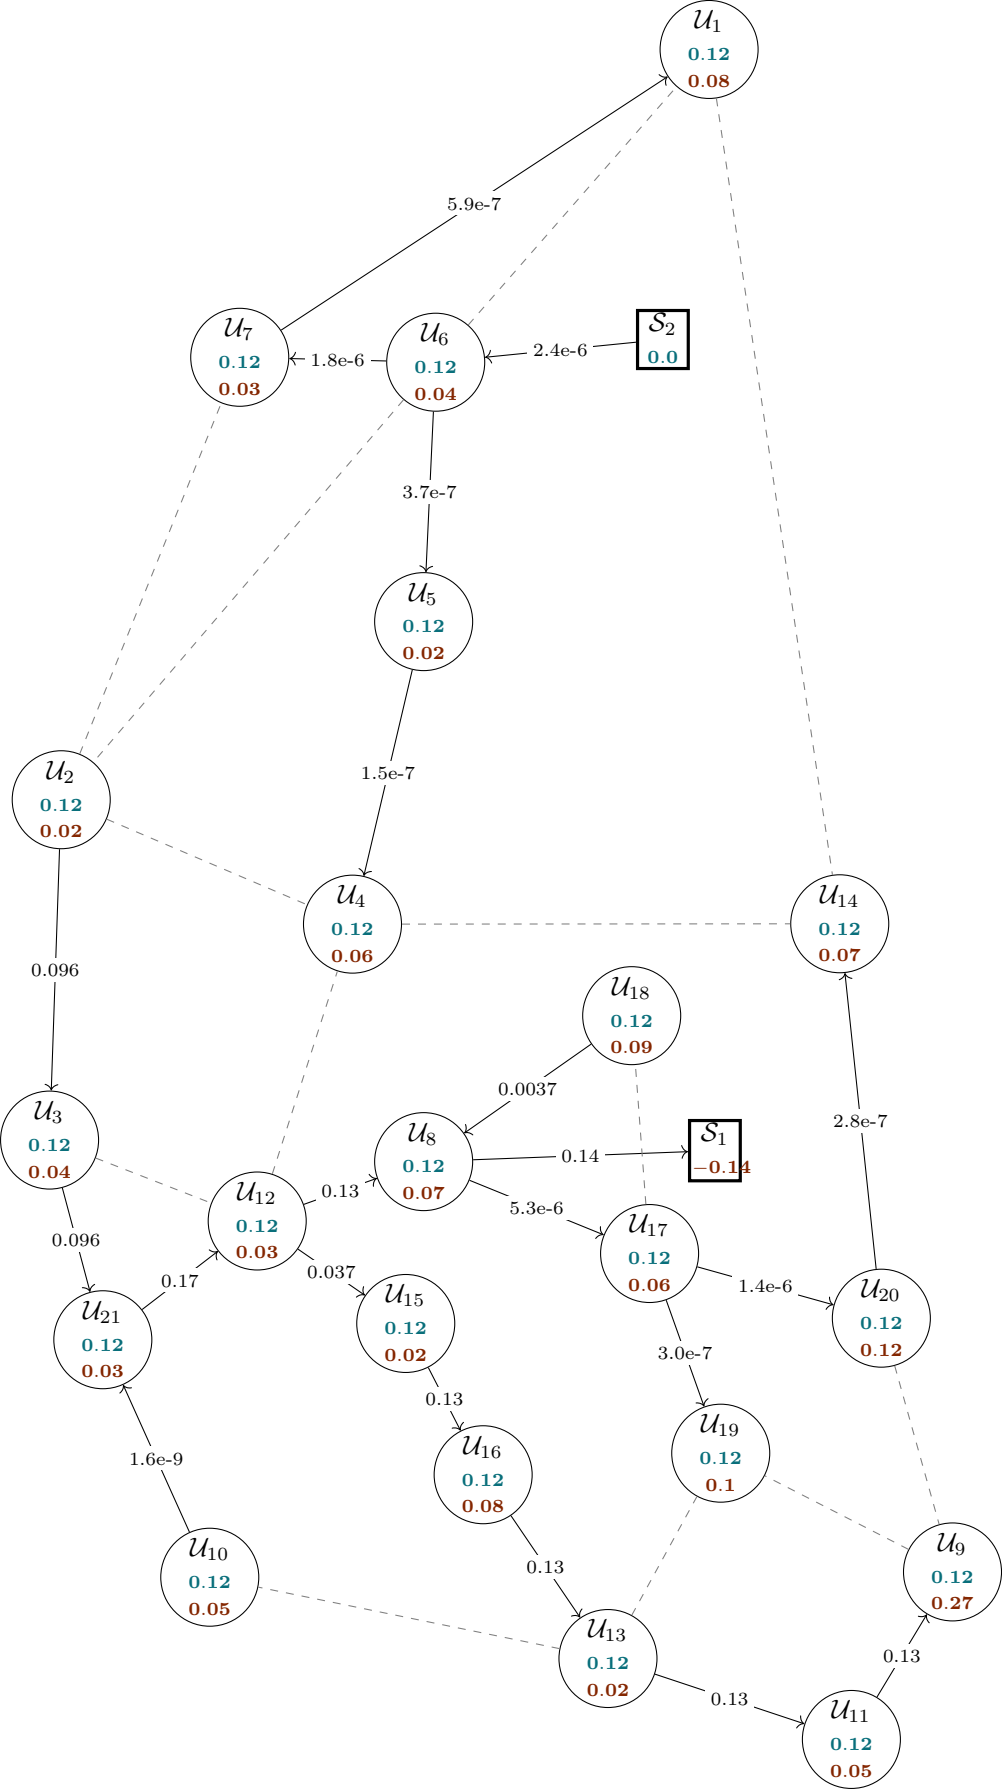 𝒰₁
0.12
0.08
5.9e-7
𝒰₇
0.12
0.03
1.8e-6
𝒰₆
0.12
0.04
2.4e-6
𝒮₂
0.0
3.7e-7
𝒰₅
0.12
0.02
1.5e-7
𝒰₂
0.12
0.02
𝒰₄
0.12
0.06
𝒰₁₄
0.12
0.07
0.096
𝒰₁₈
0.12
0.09
0.0037
𝒰₃
0.12
0.04
𝒰₈
0.12
0.07
0.14
𝒮₁
−0.14
2.8e-7
𝒰₁₂
0.12
0.03
0.13
5.3e-6
𝒰₁₇
0.12
0.06
0.096
0.17
0.037
1.4e-6
𝒰₂₁
0.12
0.03
𝒰₁₅
0.12
0.02
𝒰₂₀
0.12
0.12
3.0e-7
0.13
𝒰₁₉
0.12
0.1
1.6e-9
𝒰₁₆
0.12
0.08
𝒰₁₀
0.12
0.05
0.13
𝒰₉
0.12
0.27
𝒰₁₃
0.12
0.02
0.13
0.13
𝒰₁₁
0.12
0.05